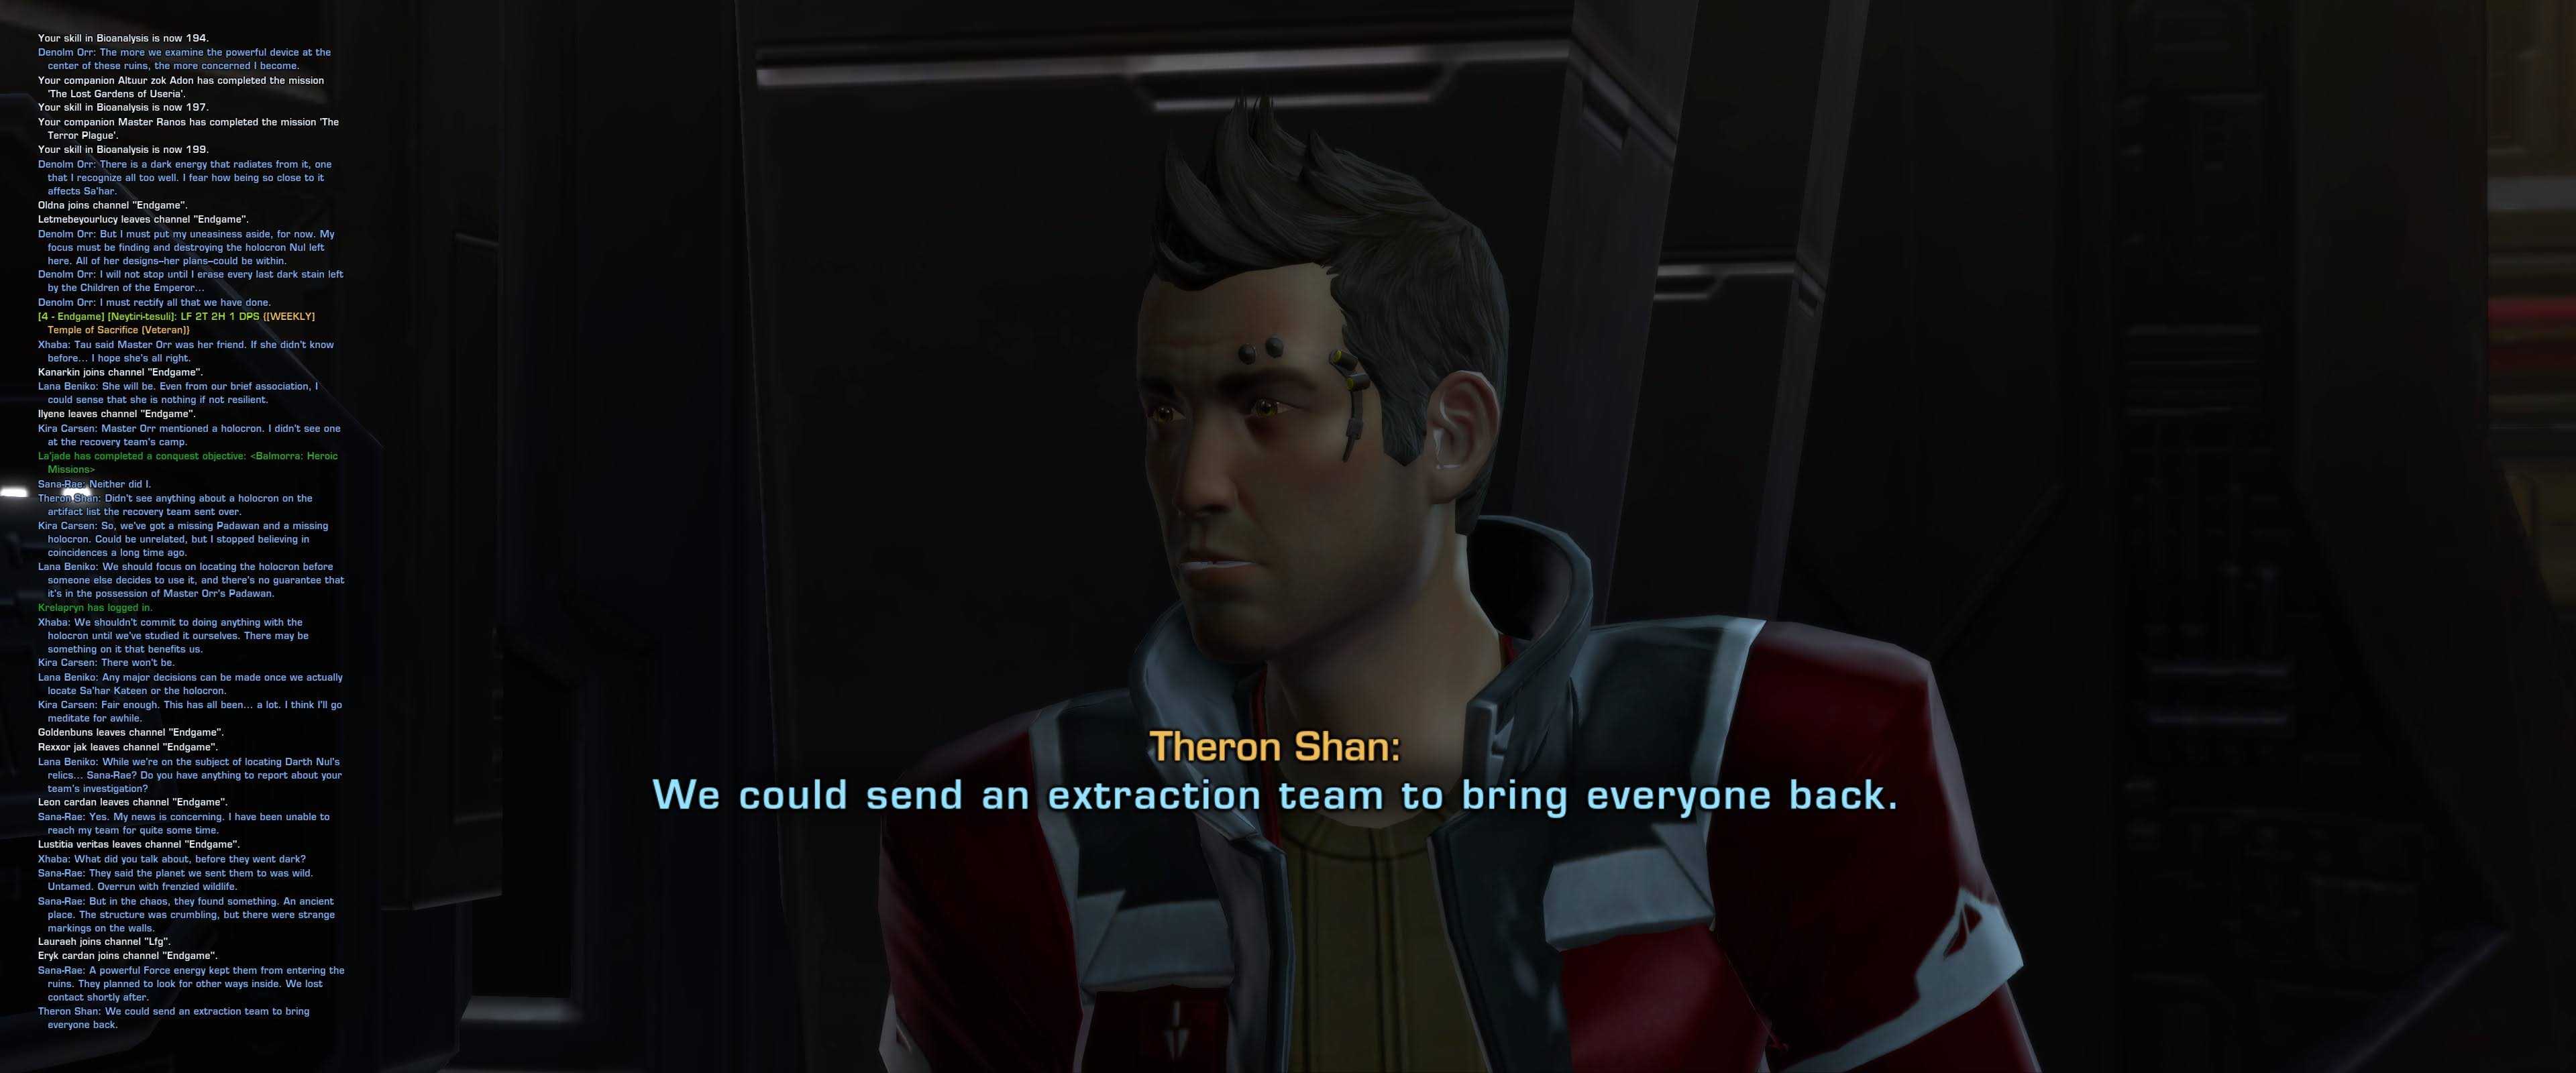 Your skill in Bioanalysis is now 194.
Denolm Orr: The more we examine the powerful device at the
center of these ruins, the more concerned I become.
Your companion Altuur zok Adon has completed the mission
'The Lost Gardens of Useria'.
Your skill in Bioanalysis is now 197.
Your companion Master Ranos has completed the mission 'The
Terror Plague'.
Your skill in Bioanalysis is now 199.
Denolm Orr: There is a dark energy that radiates from it, one
that I recognize all too well. I fear how being so close to it
affects Sa'har.
Oldna joins channel "Endgame".
Letmebeyourlucy leaves channel "Endgame".
Denolm Orr: But I must put my uneasiness aside, for now. My
focus must be finding and destroying the holocron Nul left
here. All of her designs–her plans–could be within.
Denolm Orr: I will not stop until I erase every last dark stain left
by the Children of the Emperor...
Denolm Orr: I must rectify all that we have done.
[4 - Endgame] [Neytiri-tesuli]: LF 2T 2H 1 DPS {[WEEKLY]
Temple of Sacrifice (Veteran)}
Xhaba: Tau said Master Orr was her friend. If she didn't know
before... I hope she's all right.
Kanarkin joins channel "Endgame".
Lana Beniko: She will be. Even from our brief association, I
could sense that she is nothing if not resilient.
Ilyene leaves channel "Endgame".
Kira Carsen: Master Orr mentioned a holocron. I didn't see one
at the recovery team's camp.
La'jade has completed a conquest objective: <Balmorra: Heroic
Missions>
Sana-Rae: Neither did I.
Theron Shan: Didn't see anything about a holocron on the
artifact list the recovery team sent over.
Kira Carsen: So, we've got a missing Padawan and a missing
holocron. Could be unrelated, but I stopped believing in
coincidences a long time ago.
Lana Beniko: We should focus on locating the holocron before
someone else decides to use it, and there's no guarantee that
it's in the possession of Master Orr's Padawan.
Krelapryn has logged in.
Xhaba: We shouldn't commit to doing anything with the
holocron until we've studied it ourselves. There may be
something on it that benefits us.
Kira Carsen: There won't be.
Lana Beniko: Any major decisions can be made once we actually
locate Sa'har Kateen or the holocron.
Kira Carsen: Fair enough. This has all been... a lot. I think I'll go
meditate for awhile.
Goldenbuns leaves channel "Endgame".
Rexxor jak leaves channel "Endgame".
Lana Beniko: While we're on the subject of locating Darth Nul's
relics... Sana-Rae? Do you have anything to report about your
team's investigation?
Leon cardan leaves channel "Endgame".
Sana-Rae: Yes. My news is concerning. I have been unable to
reach my team for quite some time.
Lustitia veritas leaves channel "Endgame".
Xhaba: What did you talk about, before they went dark?
Sana-Rae: They said the planet we sent them to was wild.
Untamed. Overrun with frenzied wildlife.
Sana-Rae: But in the chaos, they found something. An ancient
place. The structure was crumbling, but there were strange
markings on the walls.
Lauraeh joins channel "Lfg".
Eryk cardan joins channel "Endgame".
Sana-Rae: A powerful Force energy kept them from entering the
ruins. They planned to look for other ways inside. We lost
contact shortly after.
Theron Shan: We could send an extraction team to bring
everyone back.
Theron Shan:
We could send an extraction team to bring everyone back.